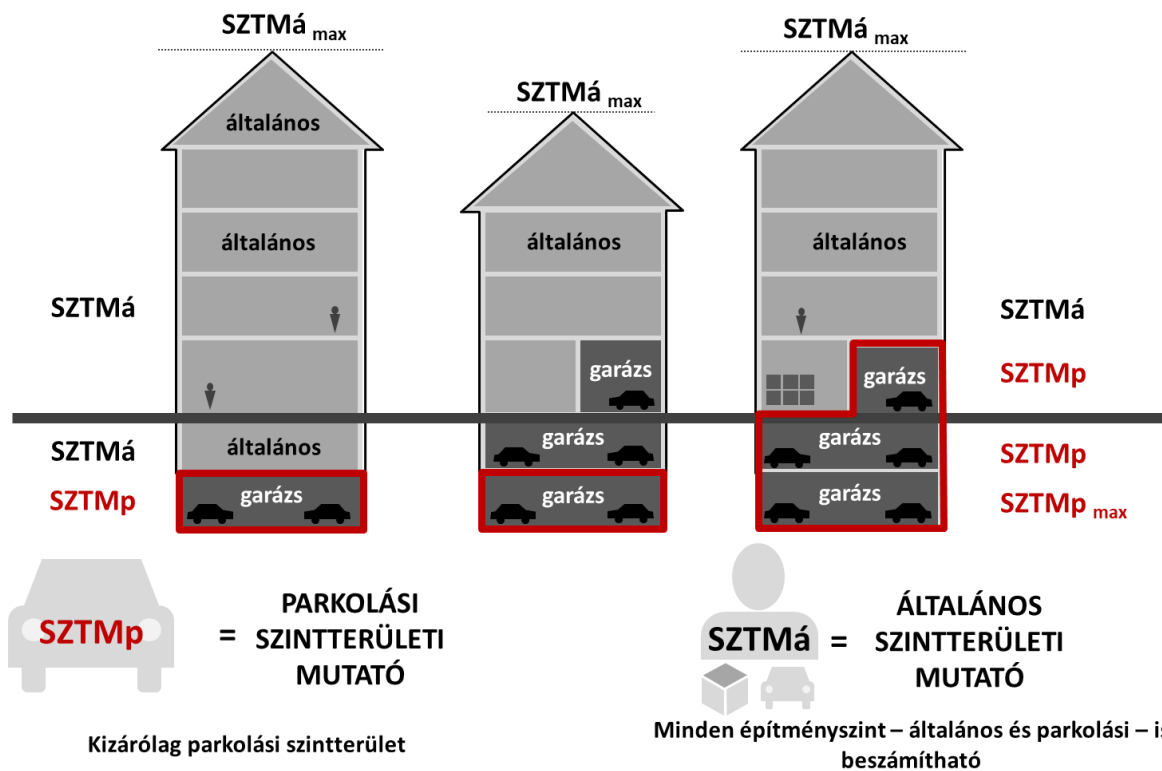 SZTMá max
SZTMá max
SZTMá max
általános
általános
általános
általános
SZTMá
SZTMá
garázs
garázs
SZTMp
SZTMá
általános
garázs
garázs
SZTMp
SZTMp
garázs
garázs
garázs
SZTMp max
SZTMp
=
PARKOLÁSI
SZINTTERÜLETI
MUTATÓ
Kizárólag parkolási szintterület
SZTMá
=
ÁLTALÁNOS
SZINTTERÜLETI
MUTATÓ
Minden építményszint – általános és parkolási – is
beszámítható